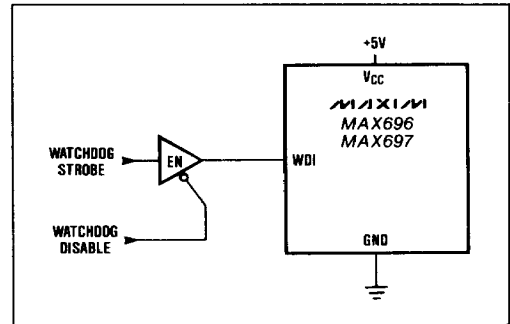 +5V
VCC
MAXIM
MAX696
MAX697
WATCHDOG
STROBE
EN
WDI
WATCHDOG
DISABLE
GND